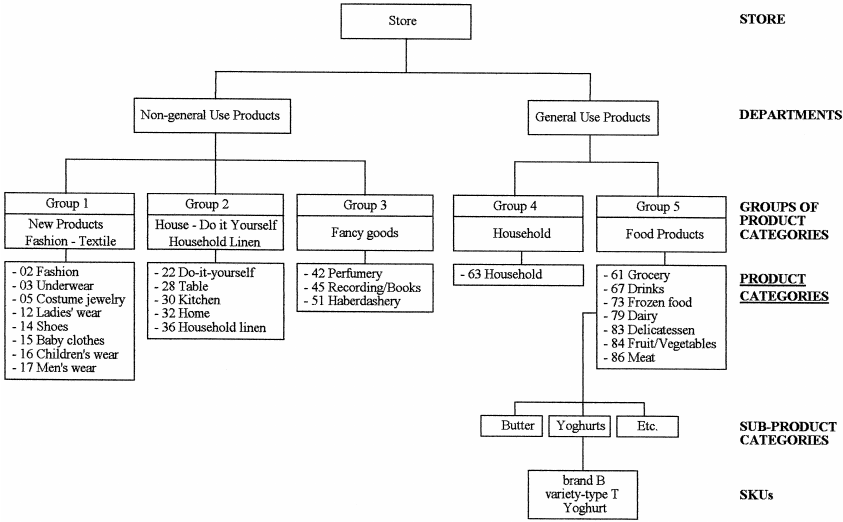 Store
STORE
Non-general Use Products
General Use Products
DEPARTMENTS
Group 1
New Products
Fashion - Textile
Group 2
House - Do it Yourself
Household Linen
Group 3
Fancy goods
Group 4
Household
Group 5
Food Products
GROUPS OF
PRODUCT
CATEGORIES
- 02 Fashion
- 03 Underwear
- 05 Costume jewelry
- 12 Ladies' wear
- 14 Shoes
- 15 Baby clothes
- 16 Children's wear
- 17 Men's wear
- 22 Do-it-yourself
- 28 Table
- 30 Kitchen
- 32 Home
- 36 Household linen
- 42 Perfumery
- 45 Recording/Books
- 51 Haberdashery
- 63 Household
- 61 Grocery
- 67 Drinks
- 73 Frozen food
- 79 Dairy
- 83 Delicatessen
- 84 Fruit/Vegetables
- 86 Meat
PRODUCT
CATEGORIES
Butter
Yoghurts
Etc.
SUB-PRODUCT
CATEGORIES
brand B
variety-type T
Yoghurt
SKUs